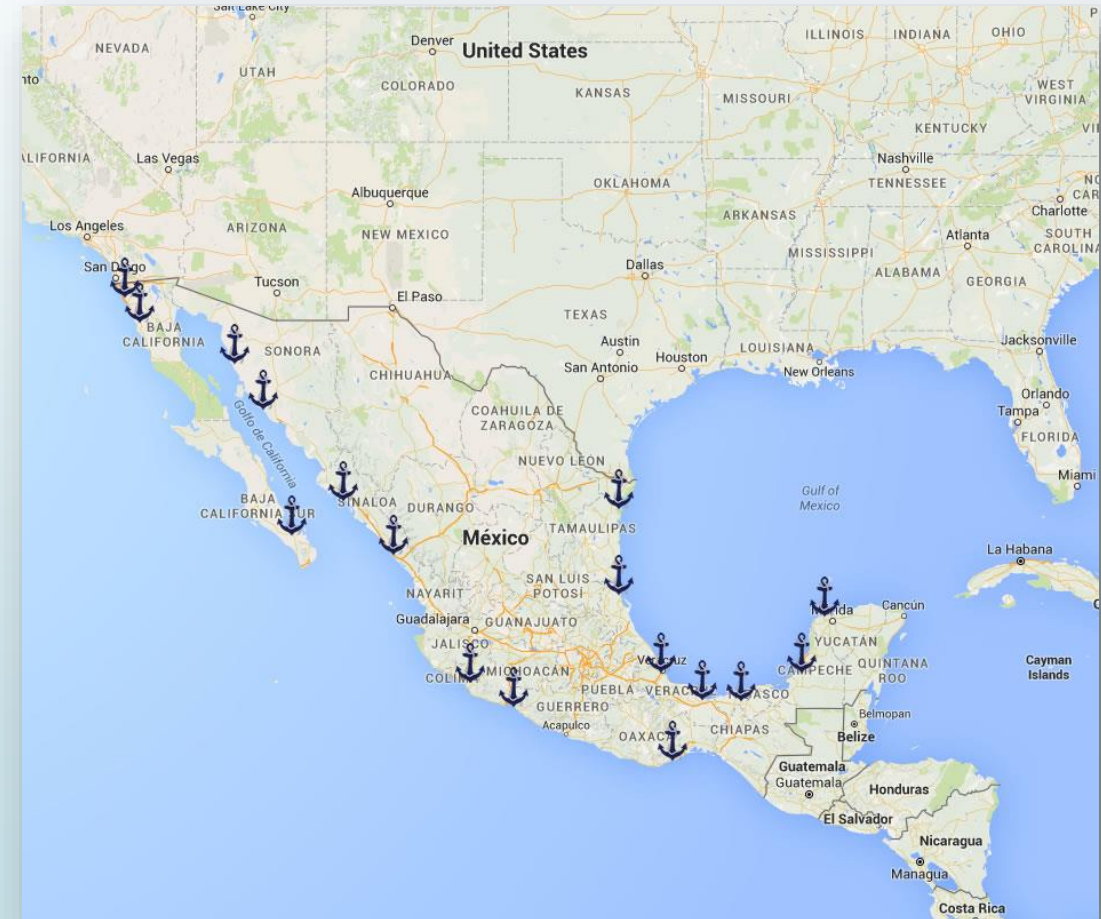 Salt Lake City
NEVADA
Denver
United States
ILLINOIS
INDIANA
OHIO
UTAH
COLORADO
KANSAS
MISSOURI
WEST
VIRGINIA
KENTUCKY
Las Vegas
Nashville
TENNESSEE
Albuquerque
OKLAHOMA
Charlotte
Los Angeles
ARIZONA
NEW MEXICO
ARKANSAS
Atlanta
SOUTH
CAROLINA
MISSISSIPPI
San Diego
Dallas
ALABAMA
GEORGIA
Tucson
El Paso
TEXAS
BAJA
CALIFORNIA
SONORA
Austin
Houston
San Antonio
LOUISIANA
New Orleans
Jacksonville
CHIHUAHUA
Orlando
Tampa
FLORIDA
COAHUILA DE
ZARAGOZA
Golfo de California
NUEVO LEON
Miami
Gulf of
Mexico
BAJA
CALIFORNIA SUR
SINALOA
DURANGO
México
TAMAULIPAS
La Habana
SAN LUIS
POTOSÍ
NAYARIT
Cancún
Guadalajara
GUANAJUATO
JALISCO
YUCATÁN
COLIMA
MICHOACÁN
Veracruz
CAMPECHE
QUINTANA
ROO
Cayman
Islands
PUEBLA
GUERRERO
Acapulco
OAXACA
CHIAPAS
Belmopan
Belize
Guatemala
Guatemala
Honduras
El Salvador
Nicaragua
Managua
Costa Rica